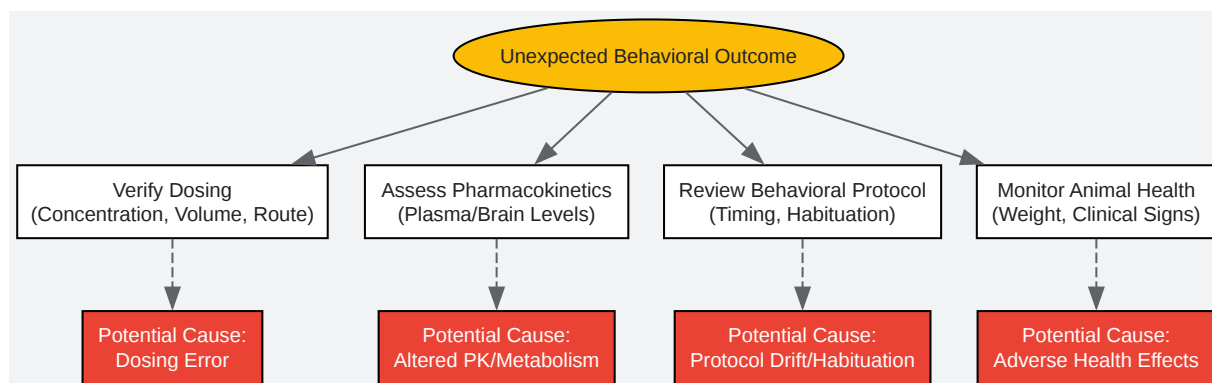 Unexpected Behavioral Outcome
Verify Dosing
(Concentration, Volume, Route)
Assess Pharmacokinetics
(Plasma/Brain Levels)
Review Behavioral Protocol
(Timing, Habituation)
Monitor Animal Health
(Weight, Clinical Signs)
Potential Cause:
Dosing Error
Potential Cause:
Altered PK/Metabolism
Potential Cause:
Protocol Drift/Habituation
Potential Cause:
Adverse Health Effects